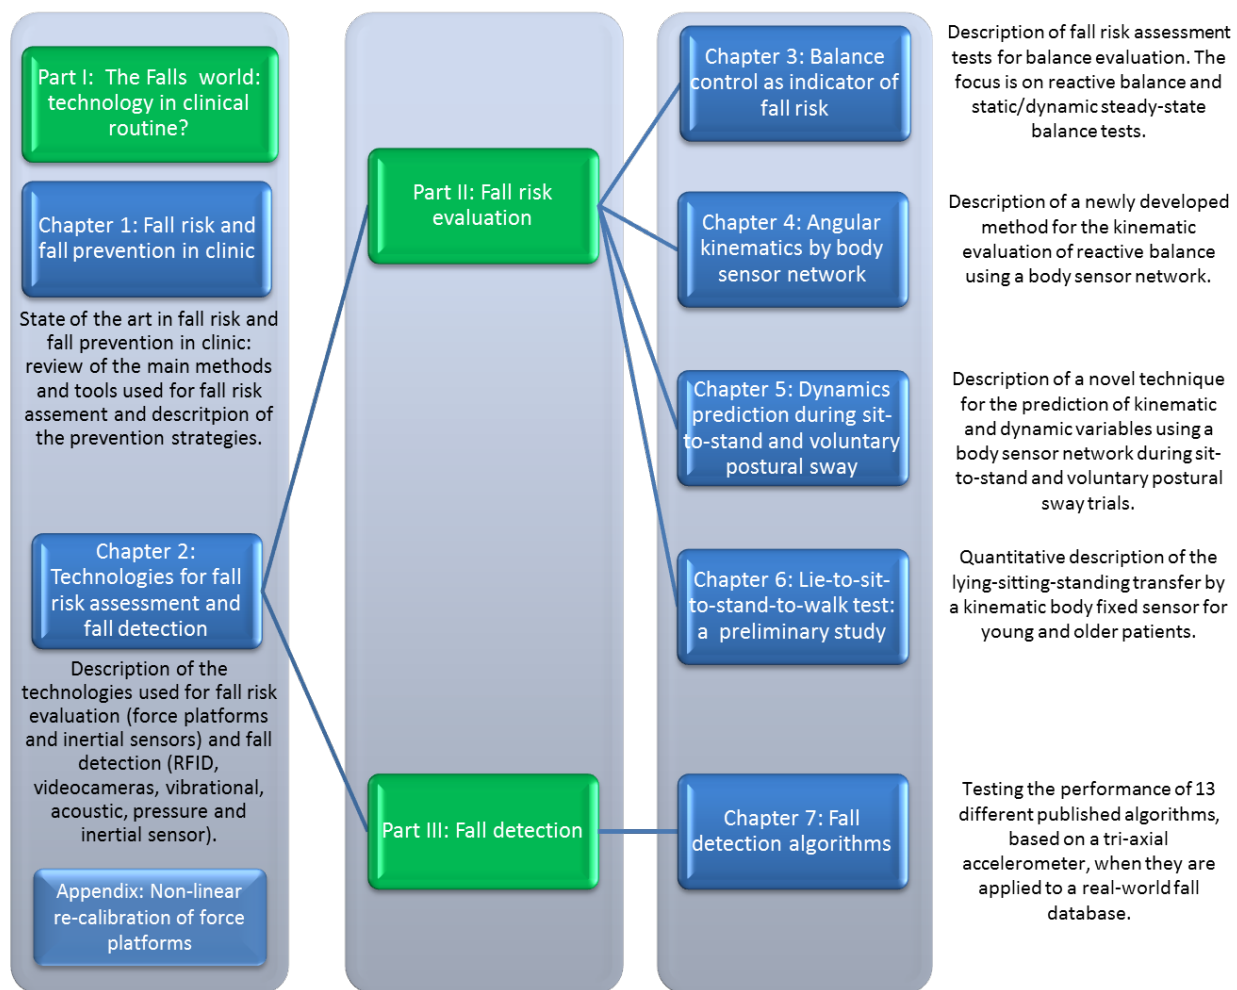 Part I:  The Falls  world:
technology in clinical
routine?
Chapter 1: Fall risk and
fall prevention in clinic
State of the art in fall risk and
fall prevention in clinic:
review of the main methods
and tools used for fall risk
assement and descritpion of
the prevention strategies.
Chapter 2:
Technologies for fall
risk assessment and
fall detection
Description of the
technologies used for fall risk
evaluation (force platforms
and inertial sensors) and fall
detection (RFID,
videocameras, vibrational,
acoustic, pressure and
inertial sensor).
Appendix: Non-linear
re-calibration of force
platforms
Part II: Fall risk
evaluation
Part III: Fall detection
Chapter 3: Balance
control as indicator of
fall risk
Description of fall risk assessment
tests for balance evaluation. The
focus is on reactive balance and
static/dynamic steady-state
balance tests.
Chapter 4: Angular
kinematics by body
sensor network
Description of a newly developed
method for the kinematic
evaluation of reactive balance
using a body sensor network.
Chapter 5: Dynamics
prediction during sit-
to-stand and voluntary
postural sway
Description of a novel technique
for the prediction of kinematic
and dynamic variables using a
body sensor network during sit-
to-stand and voluntary postural
sway trials.
Chapter 6: Lie-to-sit-
to-stand-to-walk test:
a  preliminary study
Quantitative description of the
lying-sitting-standing transfer by
a kinematic body fixed sensor for
young and older patients.
Chapter 7: Fall
detection algorithms
Testing the performance of 13
different published algorithms,
based on a tri-axial
accelerometer, when they are
applied to a real-world fall
database.